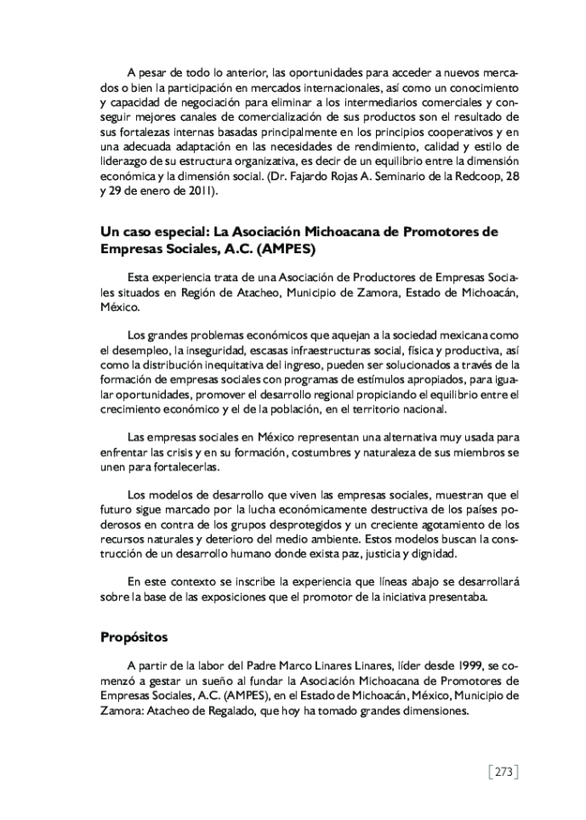 A pesar de todo lo anterior, las oportunidades para acceder a nuevos merca-
dos o bien la participación en mercados internacionales, así como un conocimiento
y capacidad de negociación para eliminar a los intermediarios comerciales y con-
seguir mejores canales de comercialización de sus productos son el resultado de
sus fortalezas internas basadas principalmente en los principios cooperativos y en
una adecuada adaptación en las necesidades de rendimiento, calidad y estilo de
liderazgo de su estructura organizativa, es decir de un equilibrio entre la dimensión
económica y la dimensión social. (Dr. Fajardo Rojas A. Seminario de la Redcoop, 28
y 29 de enero de 2011).
Un caso especial: La Asociación Michoacana de Promotores de
Empresas Sociales, A.C. (AMPES)
Esta experiencia trata de una Asociación de Productores de Empresas Socia-
les situados en Región de Atacheo, Municipio de Zamora, Estado de Michoacán,
México.
Los grandes problemas económicos que aquejan a la sociedad mexicana como
el desempleo, la inseguridad, escasas infraestructuras social, física y productiva, así
como la distribución inequitativa del ingreso, pueden ser solucionados a través de la
formación de empresas sociales con programas de estímulos apropiados, para igua-
lar oportunidades, promover el desarrollo regional propiciando el equilibrio entre el
crecimiento económico y el de la población, en el territorio nacional.
Las empresas sociales en México representan una alternativa muy usada para
enfrentar las crisis y en su formación, costumbres y naturaleza de sus miembros se
unen para fortalecerlas.
Los modelos de desarrollo que viven las empresas sociales, muestran que el
futuro sigue marcado por la lucha económicamente destructiva de los países po-
derosos en contra de los grupos desprotegidos y un creciente agotamiento de los
recursos naturales y deterioro del medio ambiente. Estos modelos buscan la cons-
trucción de un desarrollo humano donde exista paz, justicia y dignidad.
En este contexto se inscribe la experiencia que líneas abajo se desarrollará
sobre la base de las exposiciones que el promotor de la iniciativa presentaba.
Propósitos
A partir de la labor del Padre Marco Linares Linares, líder desde 1999, se co-
menzó a gestar un sueño al fundar la Asociación Michoacana de Promotores de
Empresas Sociales, A.C. (AMPES), en el Estado de Michoacán, México, Municipio de
Zamora: Atacheo de Regalado, que hoy ha tomado grandes dimensiones.
[273]